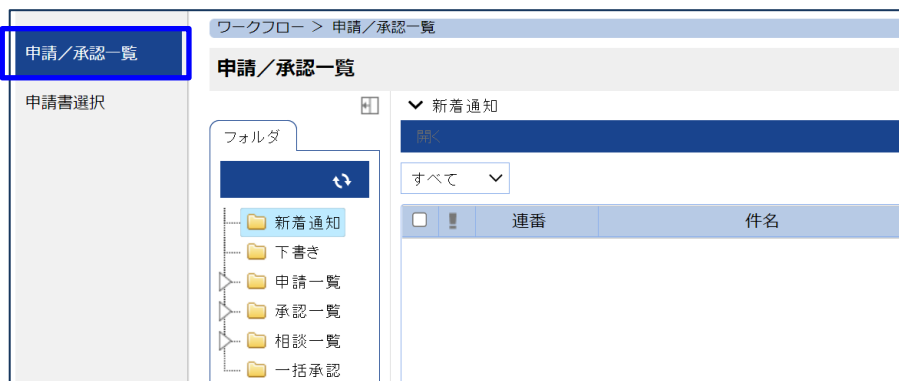 ワークフロー > 申請／承認一覧
申請／承認一覧
申請書選択
申請／承認一覧
フォルダ
新着通知
下書き
申請一覧
承認一覧
相談一覧
一括承認
新着通知
開く
すべて
連番 件名